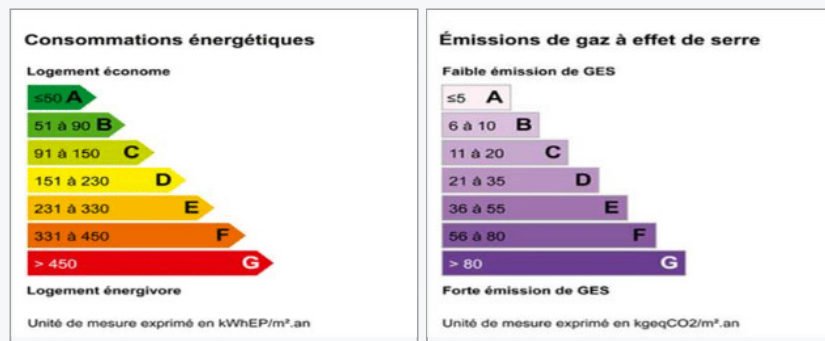 Consommations énergétiques
Logement économe
≤50 A
51 à 90 B
91 à 150 C
151 à 230 D
231 à 330 E
331 à 450 F
> 450 G
Logement énergivore
Unité de mesure exprimé en kWhEP/m².an
Émissions de gaz à effet de serre
Faible émission de GES
≤5 A
6 à 10 B
11 à 20 C
21 à 35 D
36 à 55 E
56 à 80 F
> 80 G
Forte émission de GES
Unité de mesure exprimé en kgeqCO2/m².an